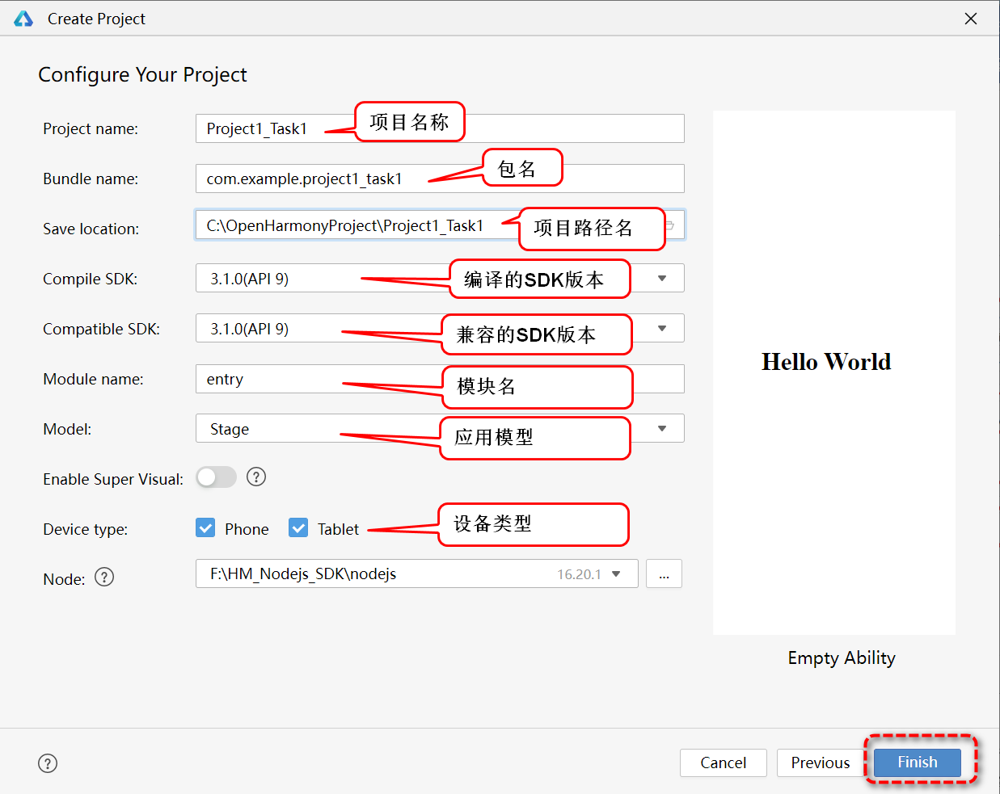 Create Project
Configure Your Project
Project name: Project1_Task1 项目名称
Bundle name: com.example.project1_task1 包名
Save location: C:\OpenHarmonyProject\Project1_Task1 项目路径名
Compile SDK: 3.1.0(API 9) 编译的SDK版本
Compatible SDK: 3.1.0(API 9) 兼容的SDK版本
Module name: entry 模块名
Model: Stage 应用模型
Enable Super Visual: ?
Device type: Phone Tablet 设备类型
Node: ? F:\HM_Nodejs_SDK\nodejs 16.20.1 ...
Hello World
Empty Ability
? Cancel Previous Finish